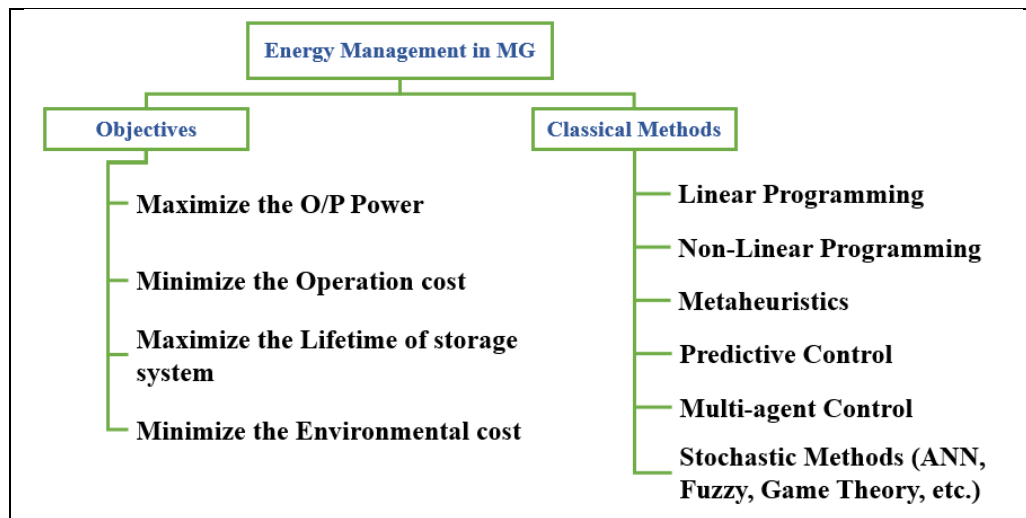 Energy Management in MG
Objectives
Maximize the O/P Power
Minimize the Operation cost
Maximize the Lifetime of storage
system
Minimize the Environmental cost
Classical Methods
Linear Programming
Non-Linear Programming
Metaheuristics
Predictive Control
Multi-agent Control
Stochastic Methods (ANN,
Fuzzy, Game Theory, etc.)